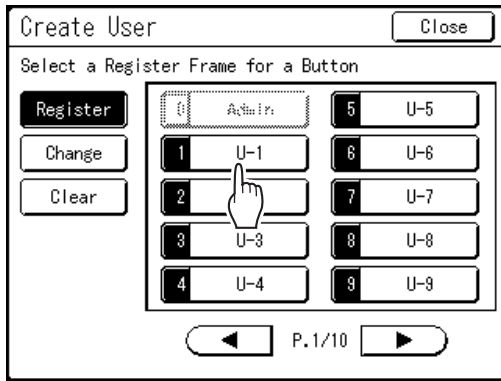 Create User Close
Select a Register Frame for a Button
Register
Change
Clear
0 Admin
1 U-1
2
3 U-3
4 U-4
5 U-5
6 U-6
7 U-7
8 U-8
9 U-9
P.1/10